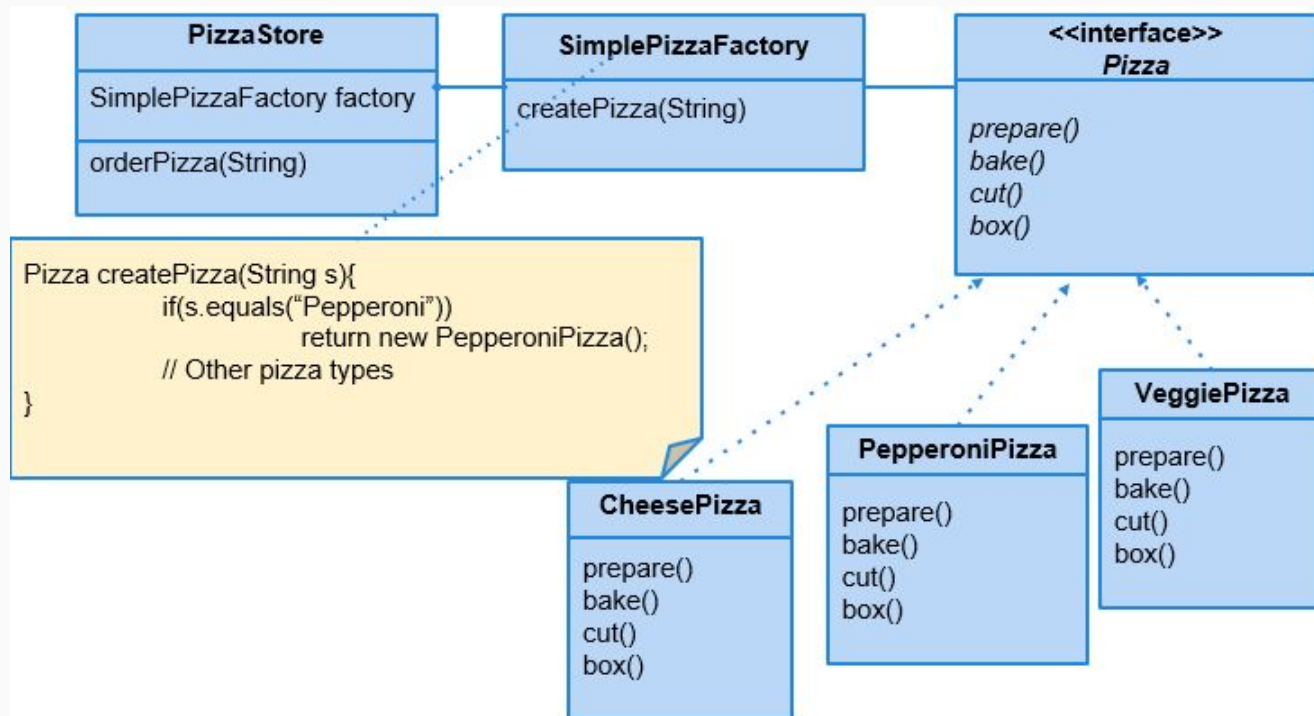 PizzaStore
SimplePizzaFactory factory
orderPizza(String)
SimplePizzaFactory
createPizza(String)
<<interface>>
Pizza
prepare()
bake()
cut()
box()
Pizza createPizza(String s){
if(s.equals(“Pepperoni”))
return new PepperoniPizza();
// Other pizza types
}
CheesePizza
prepare()
bake()
cut()
box()
PepperoniPizza
prepare()
bake()
cut()
box()
VeggiePizza
prepare()
bake()
cut()
box()